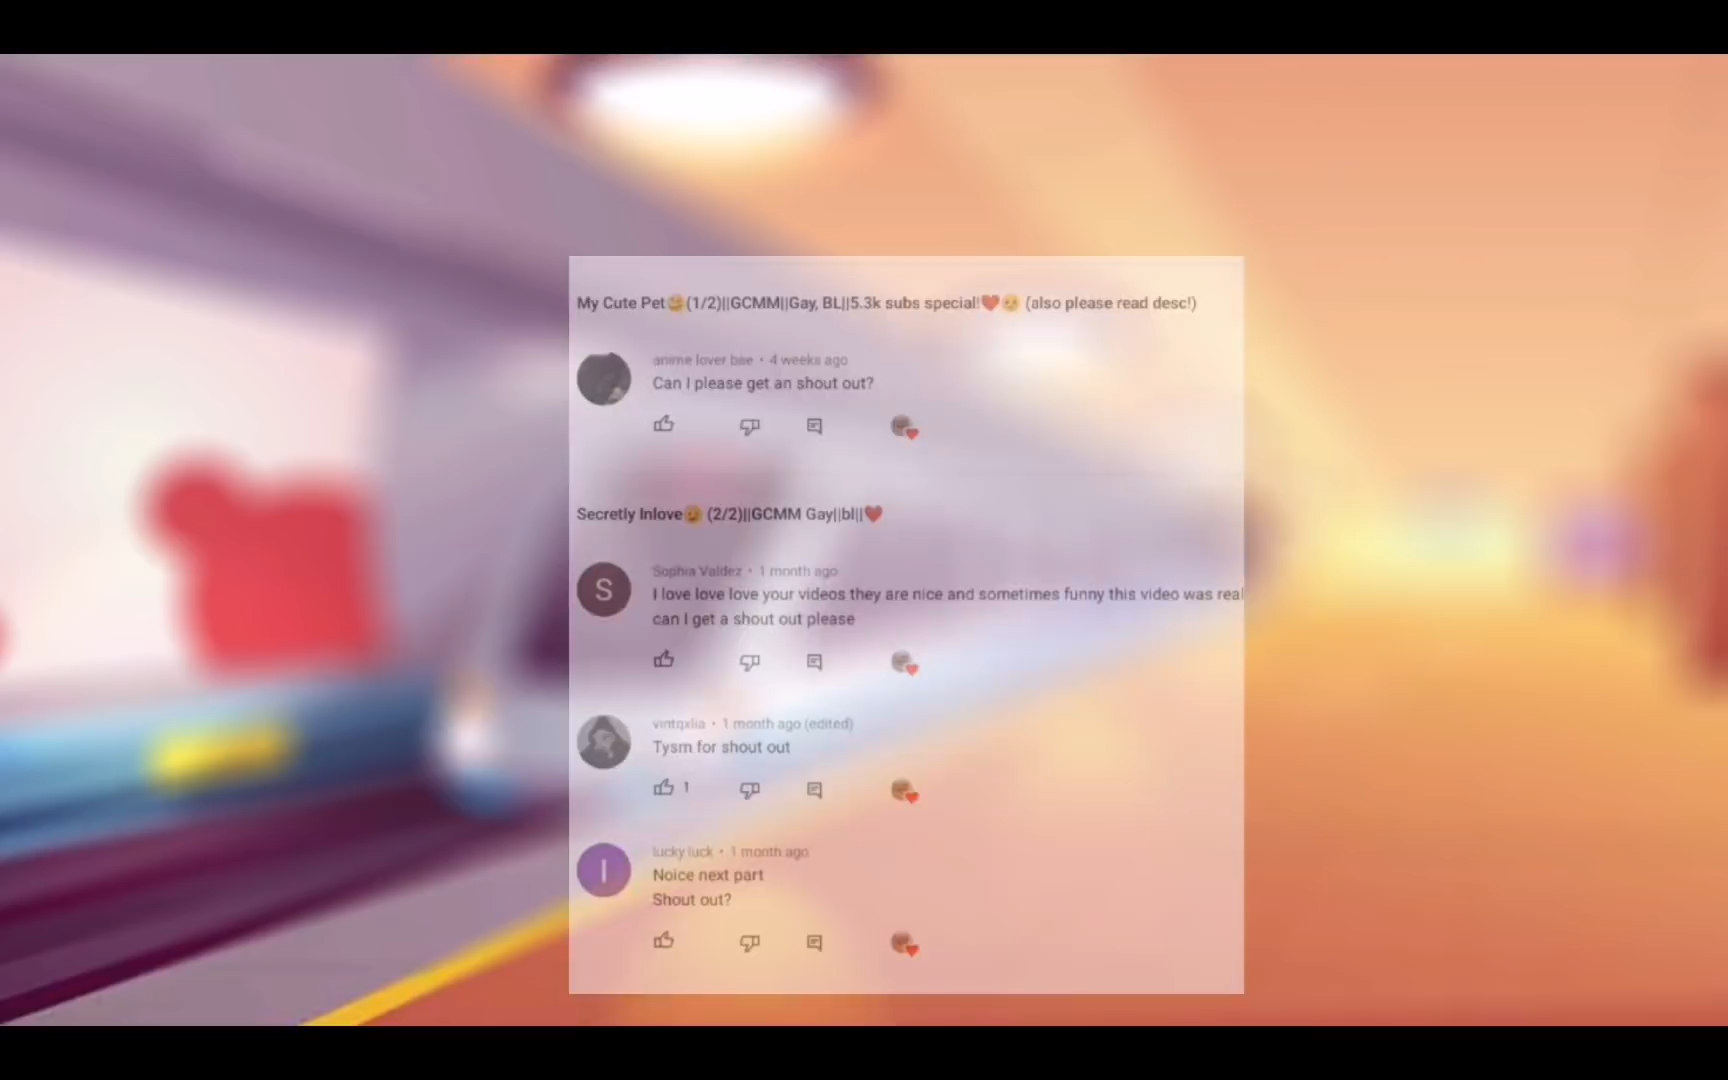 My Cute Pet😆(1/2)||GCMM||Gay, BL||5.3k subs special!❤️🥺 (also please read desc!)
anime lover bae • 4 weeks ago
Can I please get an shout out?
Secretly Inlove😉 (2/2)||GCMM Gay||bl||❤️
S
Sophia Valdez • 1 month ago
I love love love your videos they are nice and sometimes funny this video was real
can I get a shout out please
vintqxlia • 1 month ago (edited)
Tysm for shout out
1
l
lucky luck • 1 month ago
Noice next part
Shout out?